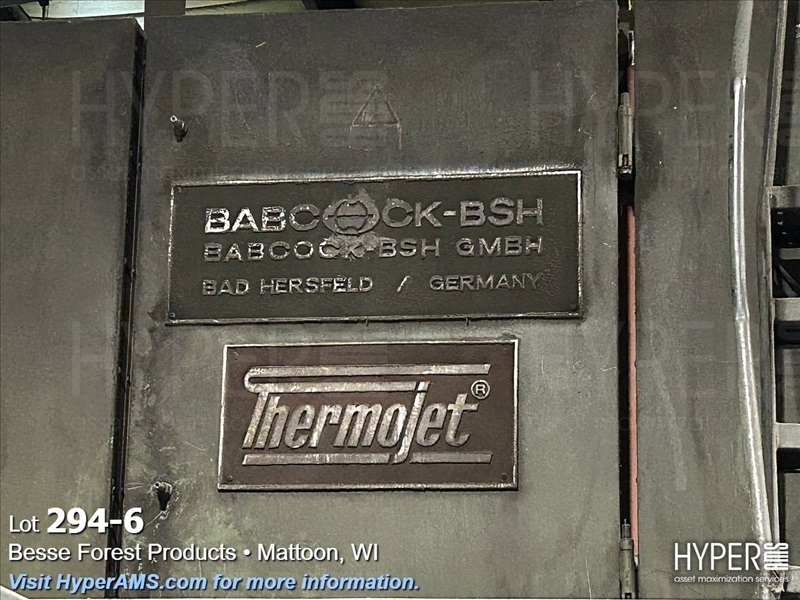 BABCOCK-BSH
BABCOCK-BSH GMBH
BAD HERSFELD / GERMANY
Thermojet®
Lot 294-6
Besse Forest Products • Mattoon, WI
Visit HyperAMS.com for more information.
HYPER AMS
asset maximization services